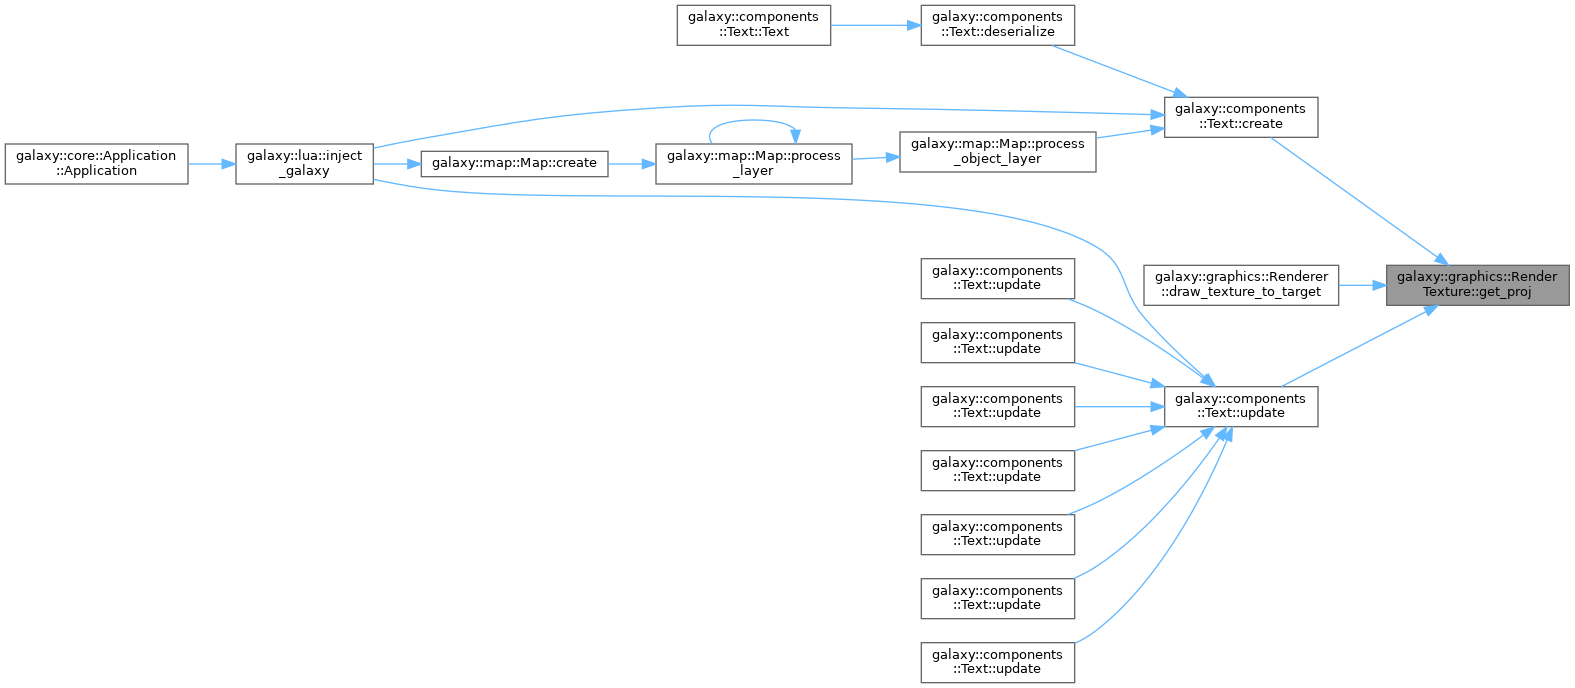 galaxy::components
::Text::Text
galaxy::components
::Text::deserialize
galaxy::components
::Text::create
galaxy::core::Application
::Application
galaxy::lua::inject
_galaxy
galaxy::map::Map::create
galaxy::map::Map::process
_layer
galaxy::map::Map::process
_object_layer
galaxy::components
::Text::update
galaxy::graphics::Renderer
::draw_texture_to_target
galaxy::graphics::Render
Texture::get_proj
galaxy::components
::Text::update
galaxy::components
::Text::update
galaxy::components
::Text::update
galaxy::components
::Text::update
galaxy::components
::Text::update
galaxy::components
::Text::update
galaxy::components
::Text::update